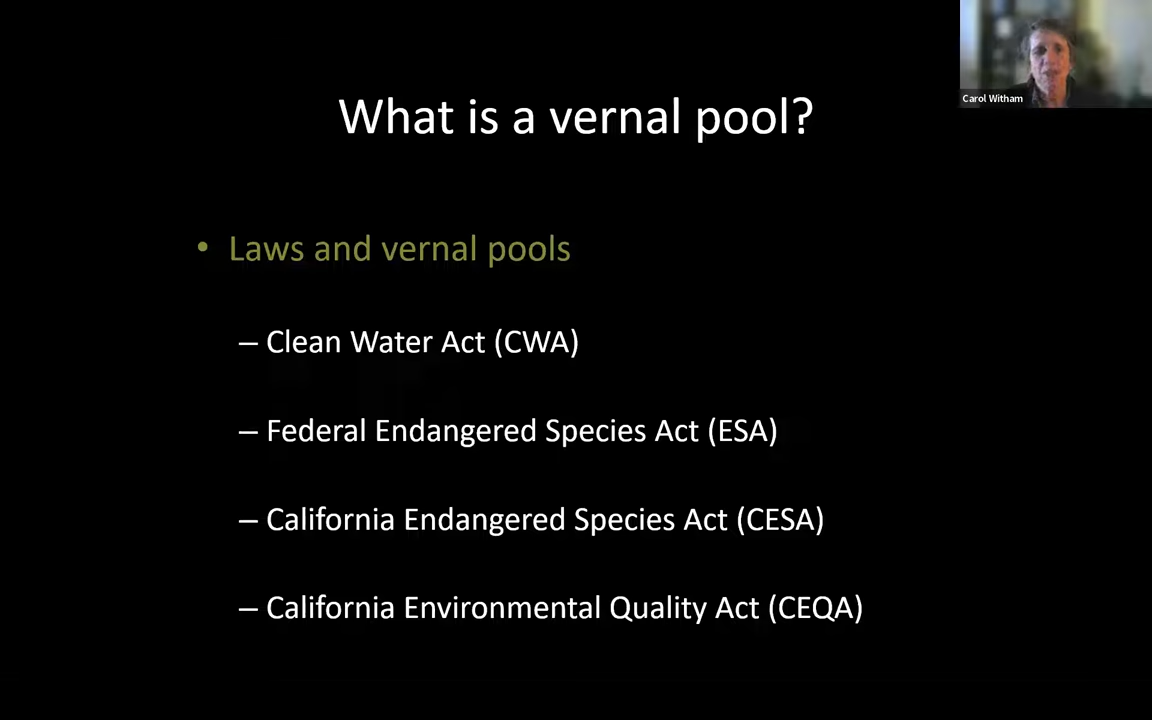 Carol Witham
What is a vernal pool?
• Laws and vernal pools
– Clean Water Act (CWA)
– Federal Endangered Species Act (ESA)
– California Endangered Species Act (CESA)
– California Environmental Quality Act (CEQA)